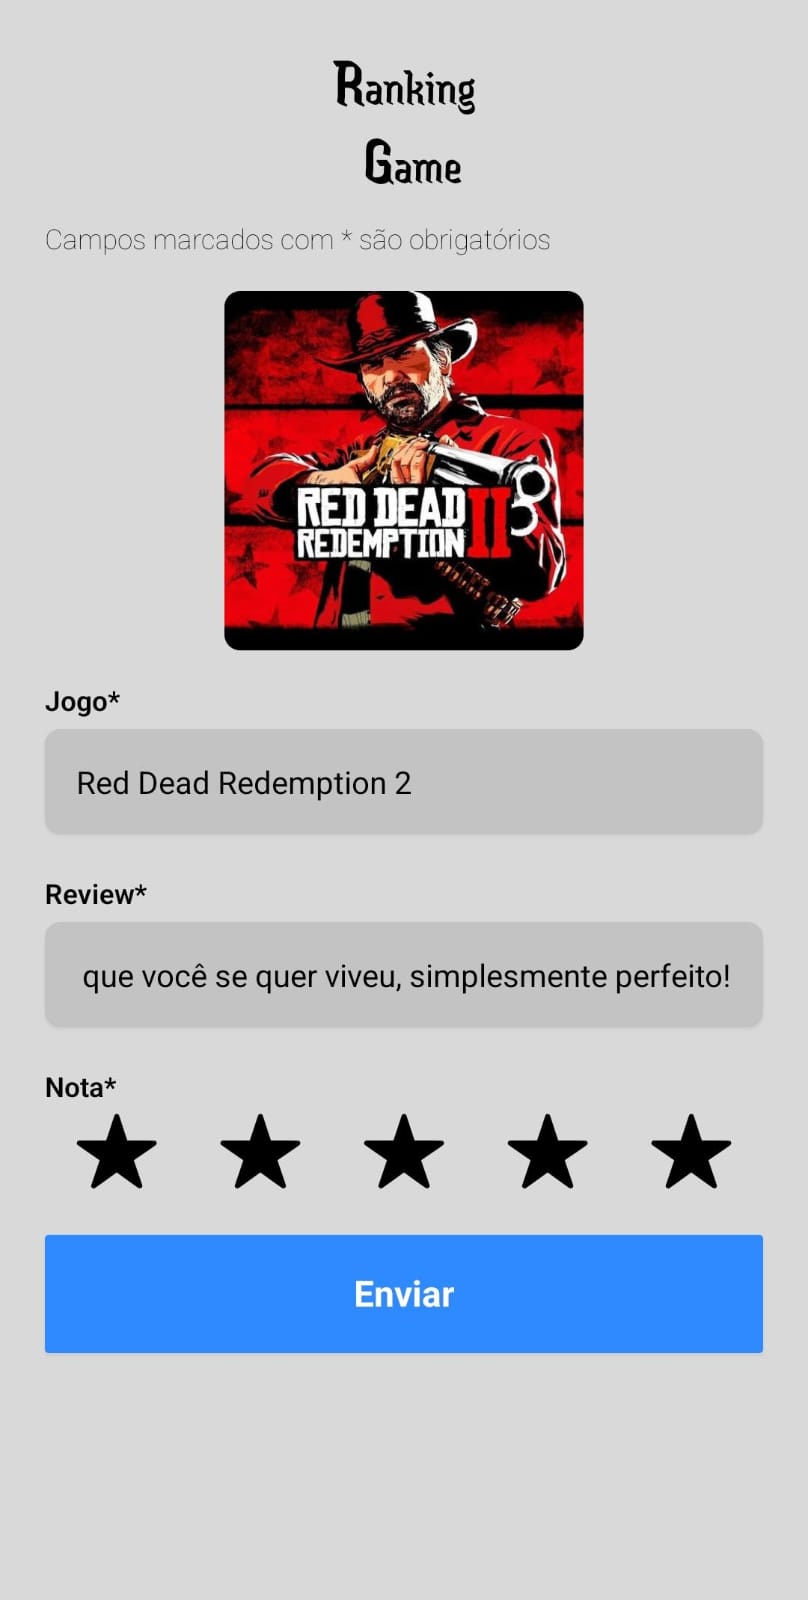 Ranking
Game
Campos marcados com * são obrigatórios
RED DEAD
REDEMPTION II
Jogo*
Red Dead Redemption 2
Review*
que você se quer viveu, simplesmente perfeito!
Nota*
Enviar